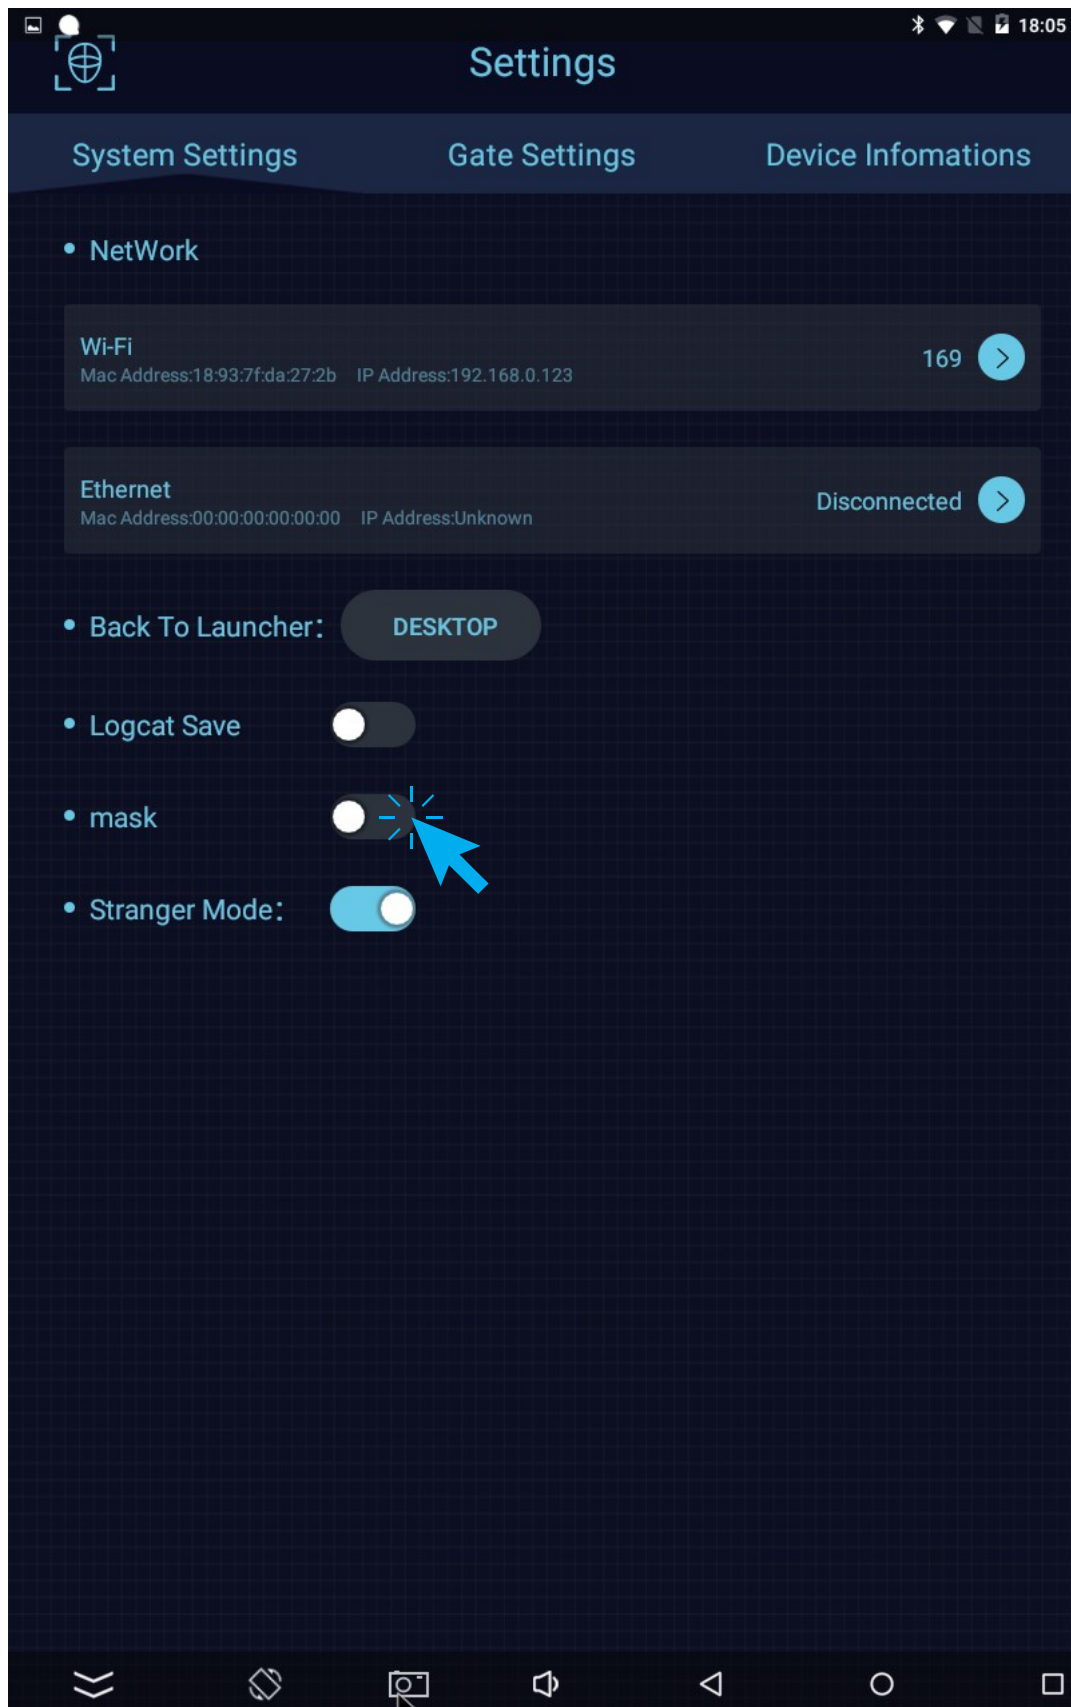 18:05
Settings
System Settings
Gate Settings
Device Infomations
NetWork
Wi-Fi
169
Mac Address:18:93:7f:da:27:2b IP Address:192.168.0.123
Ethernet
Disconnected
Mac Address:00:00:00:00:00:00 IP Address:Unknown
Back To Launcher:
DESKTOP
Logcat Save
mask
Stranger Mode: